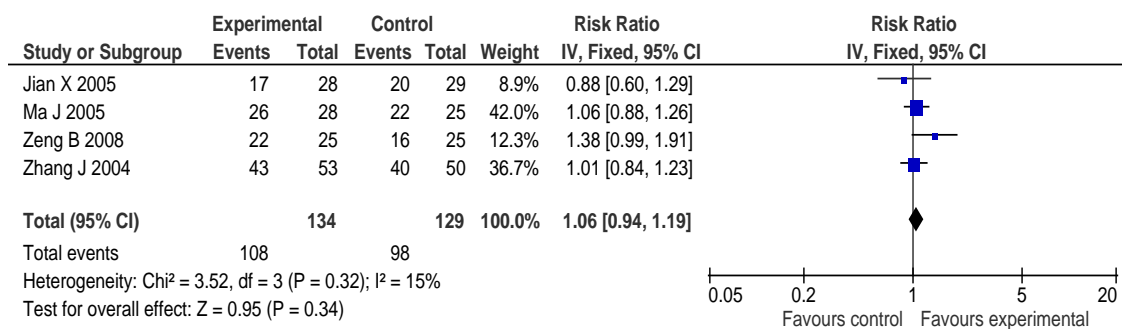 Experimental Control Risk Ratio Risk Ratio
Study or Subgroup Events Total Events Total Weight IV, Fixed, 95% CI IV, Fixed, 95% CI
Jian X 2005 17 28 20 29 8.9% 0.88 [0.60, 1.29]
Ma J 2005 26 28 22 25 42.0% 1.06 [0.88, 1.26]
Zeng B 2008 22 25 16 25 12.3% 1.38 [0.99, 1.91]
Zhang J 2004 43 53 40 50 36.7% 1.01 [0.84, 1.23]
Total (95% CI) 134 129 100.0% 1.06 [0.94, 1.19]
Total events 108 98
Heterogeneity: Chi² = 3.52, df = 3 (P = 0.32); I² = 15%
Test for overall effect: Z = 0.95 (P = 0.34)
0.05 0.2 1 5 20
Favours control Favours experimental